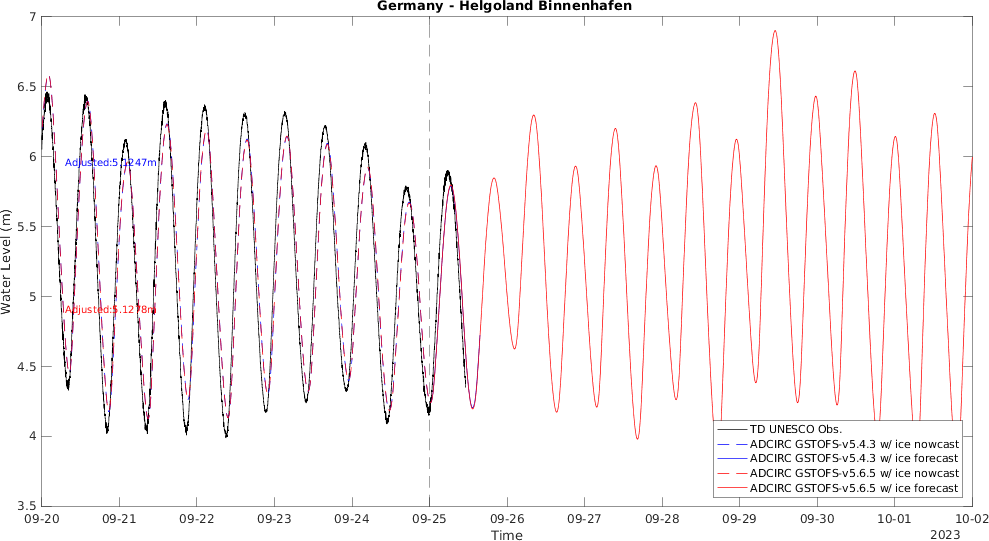 Germany - Helgoland Binnenhafen
7
6.5
6
5.5
5
4.5
4
3.5
Water Level (m)
Adjusted:5.1247m
Adjusted:5.1278m
TD UNESCO Obs.
ADCIRC GSTOFS-v5.4.3 w/ ice nowcast
ADCIRC GSTOFS-v5.4.3 w/ ice forecast
ADCIRC GSTOFS-v5.6.5 w/ ice nowcast
ADCIRC GSTOFS-v5.6.5 w/ ice forecast
09-20 09-21 09-22 09-23 09-24 09-25 09-26 09-27 09-28 09-29 09-30 10-01 10-02
Time 2023